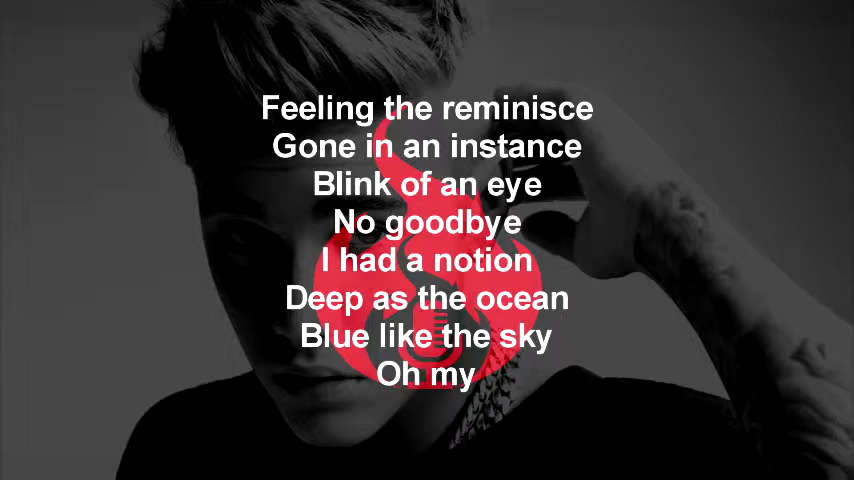 Feeling the reminisce
Gone in an instance
Blink of an eye
No goodbye
I had a notion
Deep as the ocean
Blue like the sky
Oh my